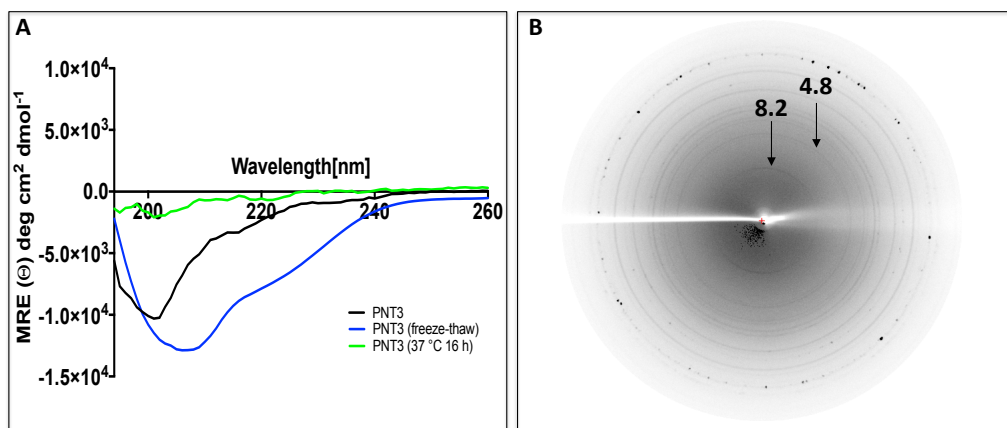 A
1.0×10⁴
5.0×10³
0.0
-5.0×10³
-1.0×10⁴
-1.5×10⁴
MRE (Θ) deg cm² dmol⁻¹
Wavelength[nm]
200
220
240
260
PNT3
PNT3 (freeze-thaw)
PNT3 (37 °C 16 h)
B
8.2
4.8